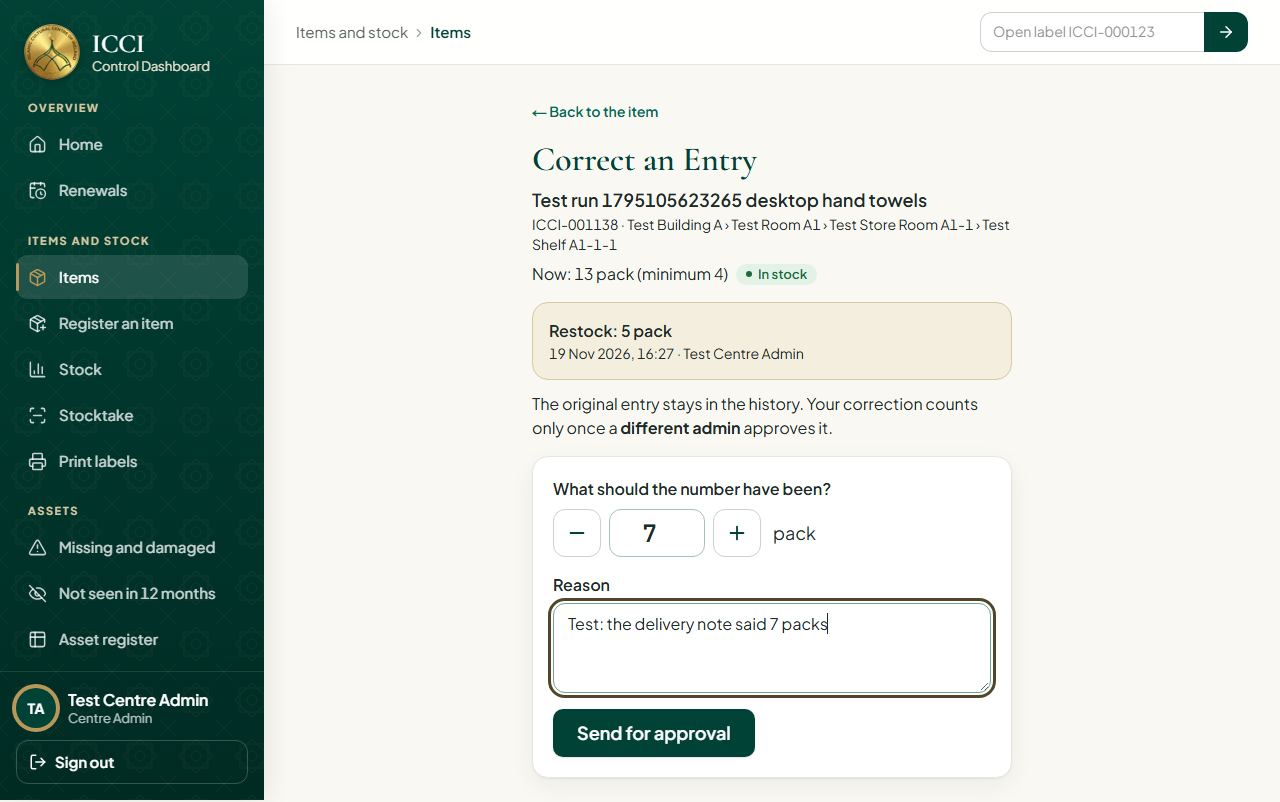 ICCI
Control Dashboard
OVERVIEW
Home
Renewals
ITEMS AND STOCK
Items
Register an item
Stock
Stocktake
Print labels
ASSETS
Missing and damaged
Not seen in 12 months
Asset register
TA
Test Centre Admin
Centre Admin
Sign out
Items and stock › Items
Open label ICCI-000123
← Back to the item
Correct an Entry
Test run 1795105623265 desktop hand towels
ICCI-001138 · Test Building A › Test Room A1 › Test Store Room A1-1 › Test
Shelf A1-1-1
Now: 13 pack (minimum 4) In stock
Restock: 5 pack
19 Nov 2026, 16:27 · Test Centre Admin
The original entry stays in the history. Your correction counts
only once a different admin approves it.
What should the number have been?
− 7 + pack
Reason
Test: the delivery note said 7 packs
Send for approval